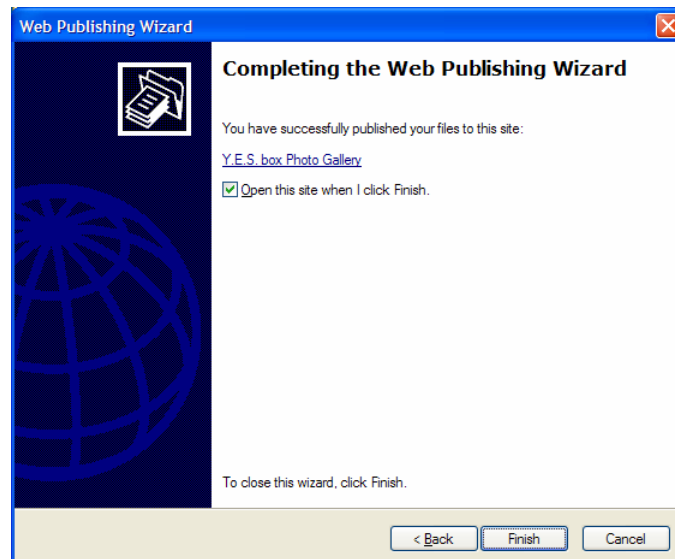 Web Publishing Wizard
Completing the Web Publishing Wizard
You have successfully published your files to this site:
Y.E.S. box Photo Gallery
Open this site when I click Finish.
To close this wizard, click Finish.
< Back Finish Cancel